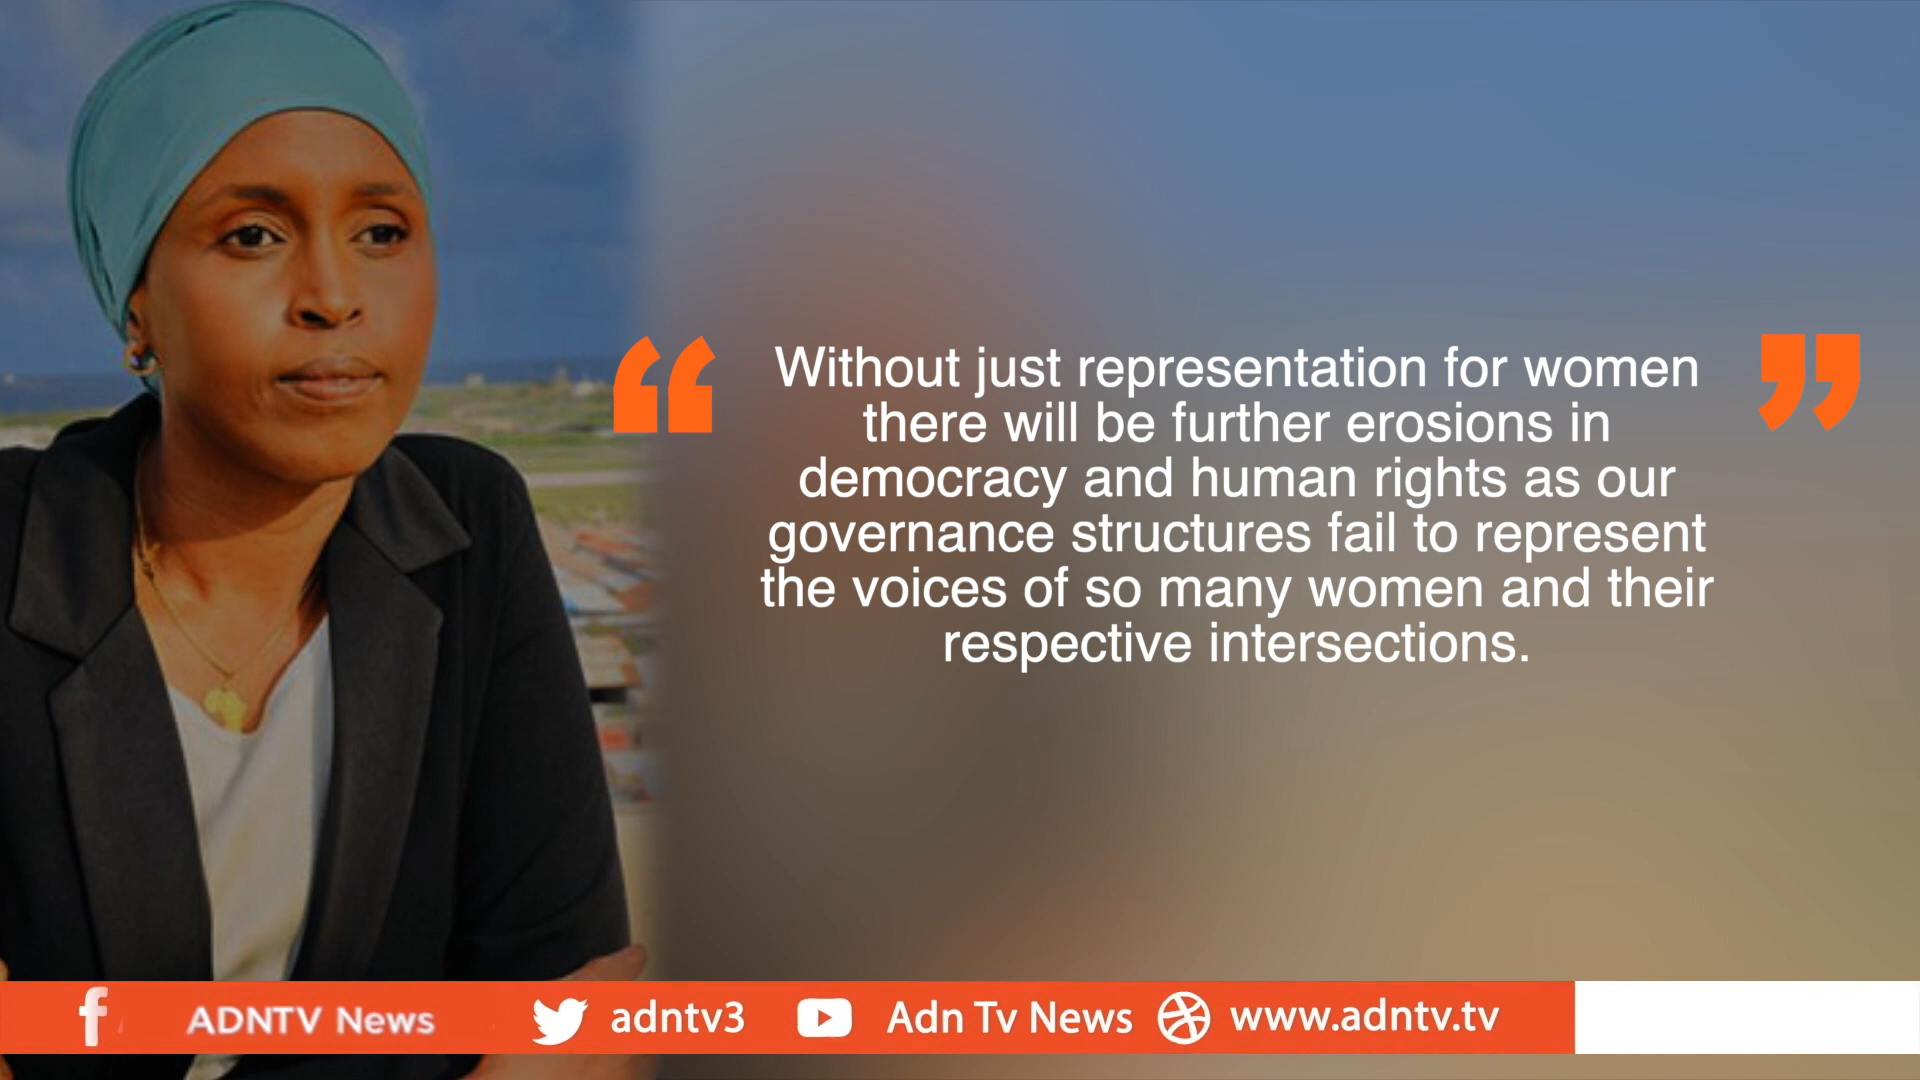 “
Without just representation for women
there will be further erosions in
democracy and human rights as our
governance structures fail to represent
the voices of so many women and their
respective intersections.
”
ADNTV News adntv3 Adn Tv News www.adntv.tv